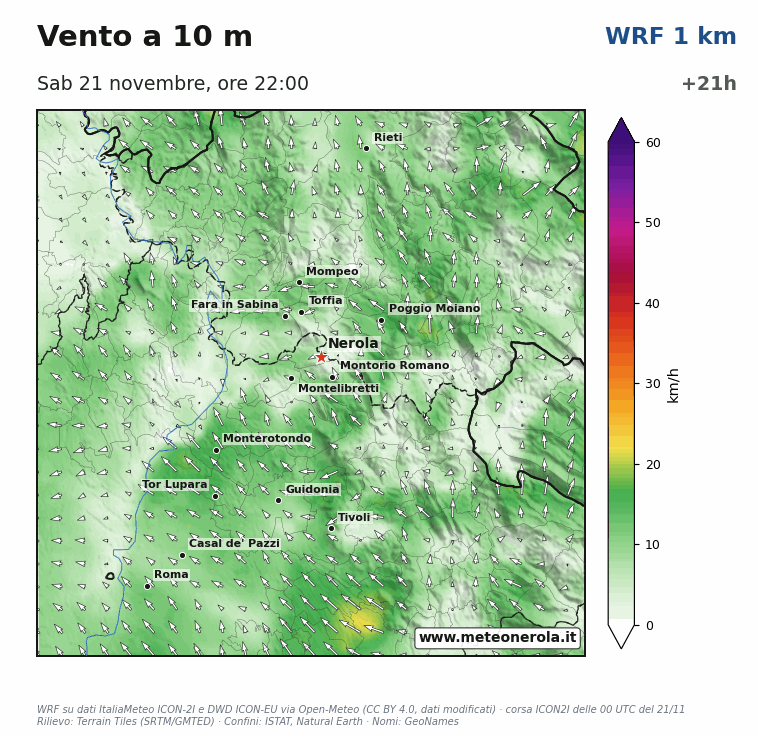 Vento a 10 m
WRF 1 km
Sab 21 novembre, ore 22:00
+21h
Rieti
Mompeo
Fara in Sabina
Toffia
Poggio Moiano
Nerola
Montorio Romano
Montelibretti
Monterotondo
Tor Lupara
Guidonia
Tivoli
Casal de' Pazzi
Roma
www.meteonerola.it
60
50
40
30
20
10
0
km/h
WRF su dati ItaliaMeteo ICON-2I e DWD ICON-EU via Open-Meteo (CC BY 4.0, dati modificati) · corsa ICON2I delle 00 UTC del 21/11
Rilievo: Terrain Tiles (SRTM/GMTED) · Confini: ISTAT, Natural Earth · Nomi: GeoNames